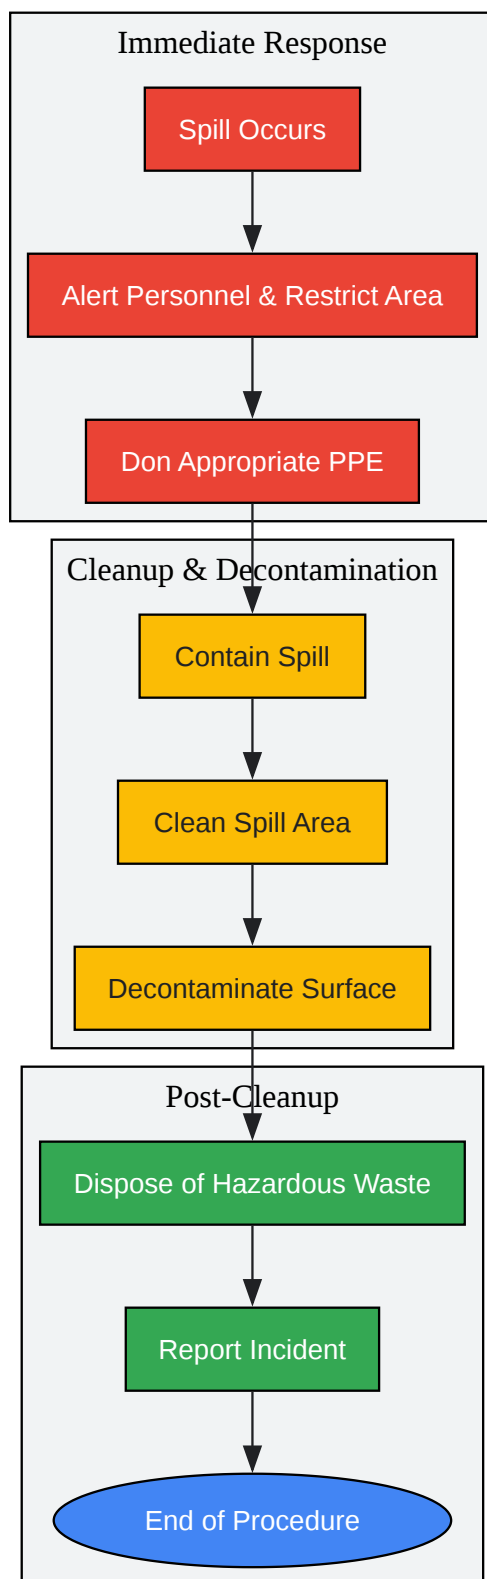 Immediate Response
Spill Occurs
Alert Personnel & Restrict Area
Don Appropriate PPE
Cleanup & Decontamination
Contain Spill
Clean Spill Area
Decontaminate Surface
Post-Cleanup
Dispose of Hazardous Waste
Report Incident
End of Procedure